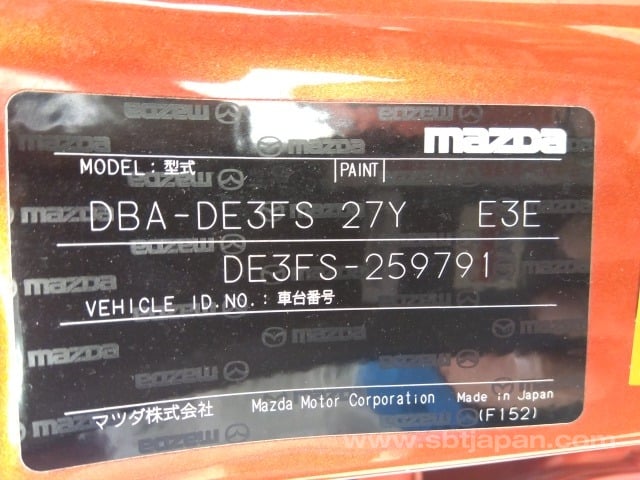 mazda
MODEL: 型式 PAINT
DBA-DE3FS 27Y E3E
DE3FS-259791
VEHICLE ID.NO.: 車台番号
マツダ株式会社 Mazda Motor Corporation Made in Japan
(F152)
www.sbtjapan.com